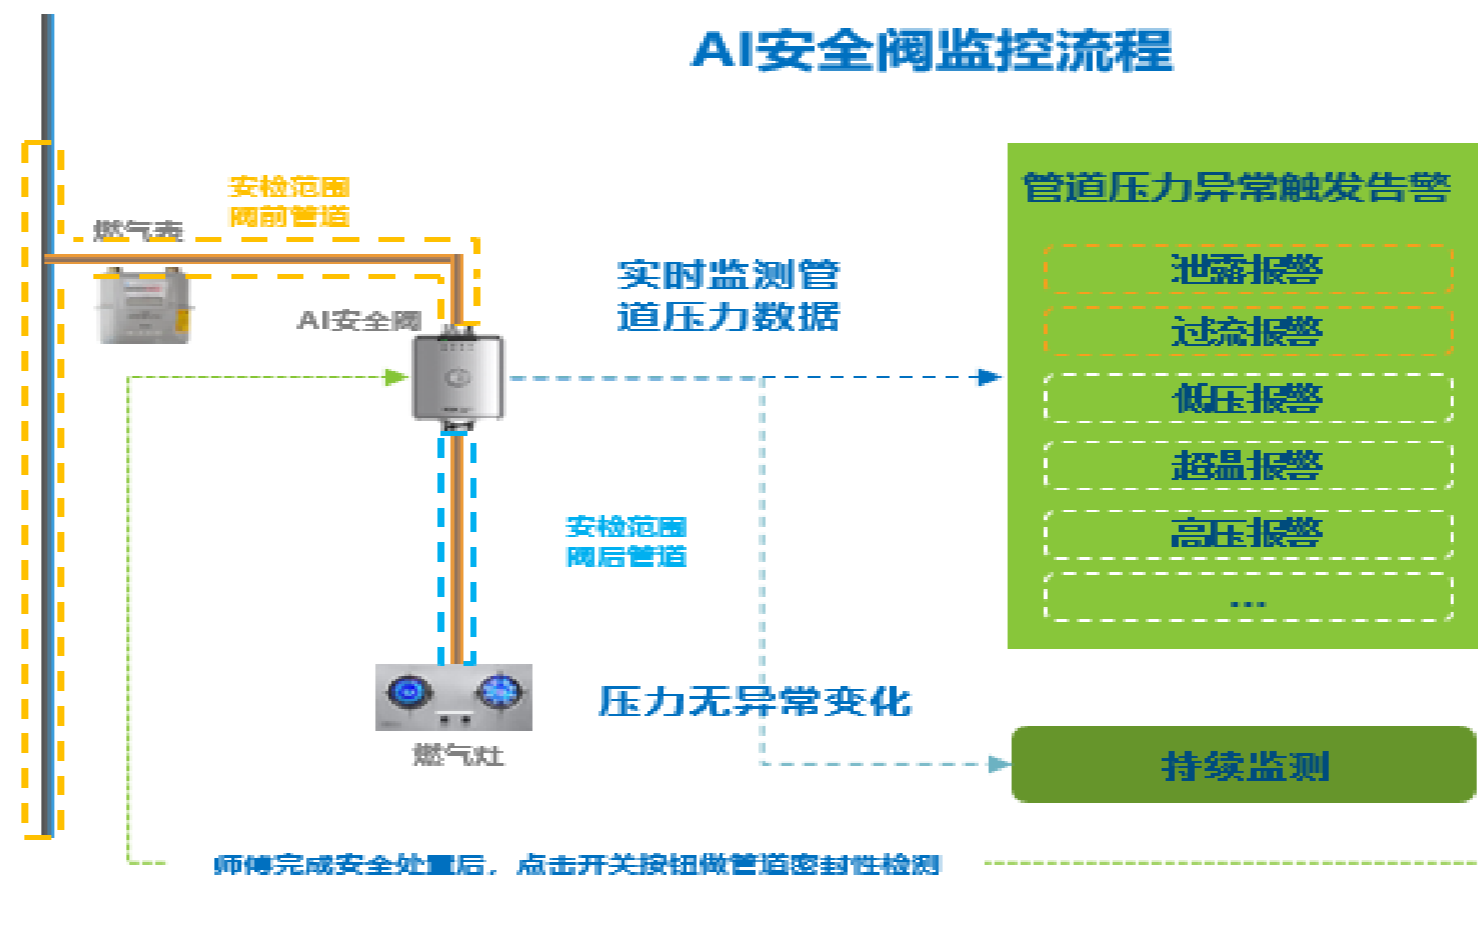 AI安全阀监控流程
安检范围
阀前管道
燃气表
管道压力异常触发告警
泄露报警
实时监测管
道压力数据
AI安全阀
过流报警
低压报警
超温报警
安检范围
阀后管道
高压报警
...
压力无异常变化
燃气灶
持续监测
师傅完成安全处置后，点击开关按钮做管道密封性检测